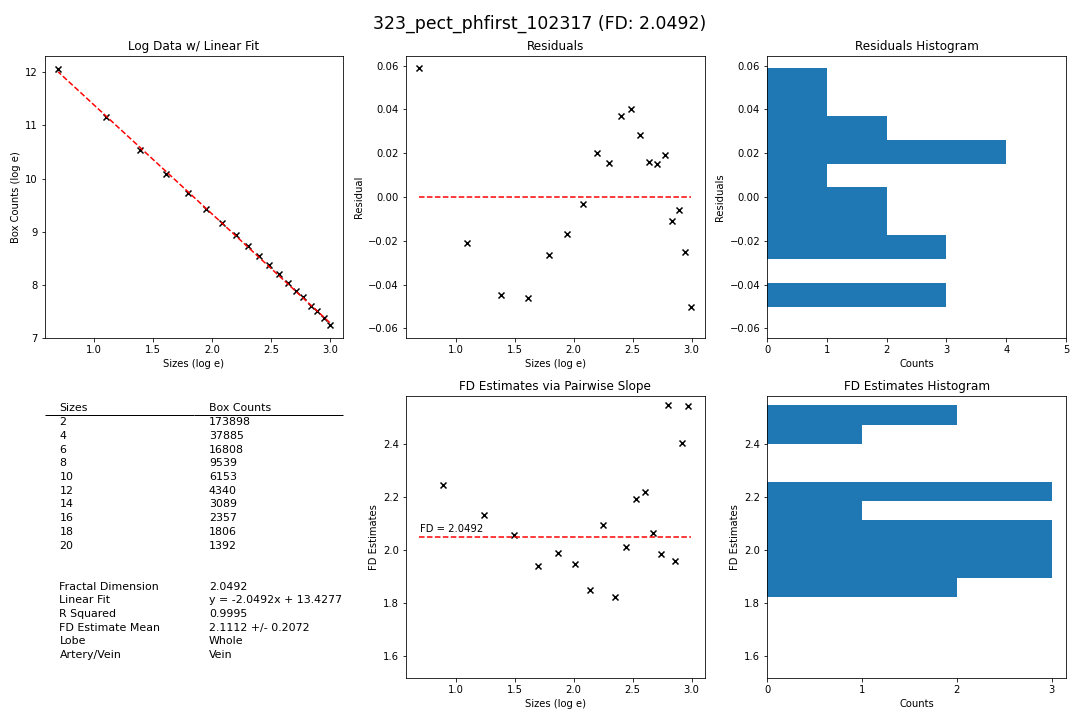 323_pect_phfirst_102317 (FD: 2.0492)
Log Data w/ Linear Fit
12
11
10
9
8
7
Box Counts (log e)
1.0 1.5 2.0 2.5 3.0
Sizes (log e)
Residuals
0.06
0.04
0.02
0.00
−0.02
−0.04
−0.06
Residual
1.0 1.5 2.0 2.5 3.0
Sizes (log e)
Residuals Histogram
0.06
0.04
0.02
0.00
−0.02
−0.04
−0.06
Residuals
0 1 2 3 4 5
Counts
Sizes Box Counts
2 173898
4 37885
6 16808
8 9539
10 6153
12 4340
14 3089
16 2357
18 1806
20 1392
Fractal Dimension 2.0492
Linear Fit y = -2.0492x + 13.4277
R Squared 0.9995
FD Estimate Mean 2.1112 +/- 0.2072
Lobe Whole
Artery/Vein Vein
FD Estimates via Pairwise Slope
2.4
2.2
2.0
1.8
1.6
FD Estimates
FD = 2.0492
1.0 1.5 2.0 2.5 3.0
Sizes (log e)
FD Estimates Histogram
2.4
2.2
2.0
1.8
1.6
FD Estimates
0 1 2 3
Counts